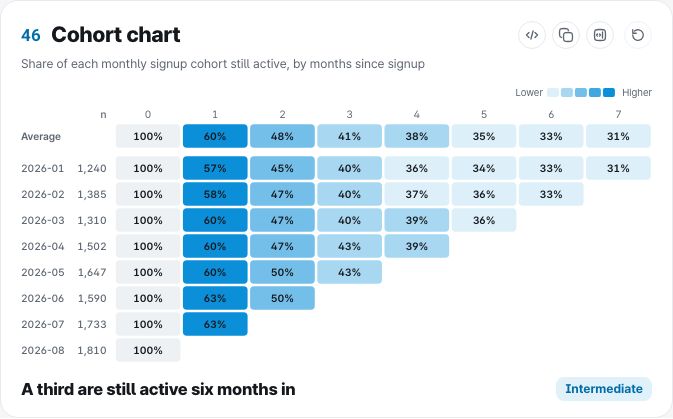 46 Cohort chart
Share of each monthly signup cohort still active, by months since signup
Lower Higher
n 0 1 2 3 4 5 6 7
Average 100% 60% 48% 41% 38% 35% 33% 31%
2026-01 1,240 100% 57% 45% 40% 36% 34% 33% 31%
2026-02 1,385 100% 58% 47% 40% 37% 36% 33%
2026-03 1,310 100% 60% 47% 40% 39% 36%
2026-04 1,502 100% 60% 47% 43% 39%
2026-05 1,647 100% 60% 50% 43%
2026-06 1,590 100% 63% 50%
2026-07 1,733 100% 63%
2026-08 1,810 100%
A third are still active six months in
Intermediate